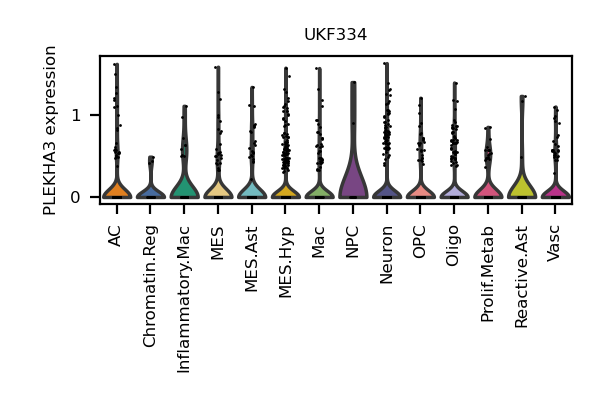 UKF334
PLEKHA3 expression
1
0
AC
Chromatin.Reg
Inflammatory.Mac
MES
MES.Ast
MES.Hyp
Mac
NPC
Neuron
OPC
Oligo
Prolif.Metab
Reactive.Ast
Vasc